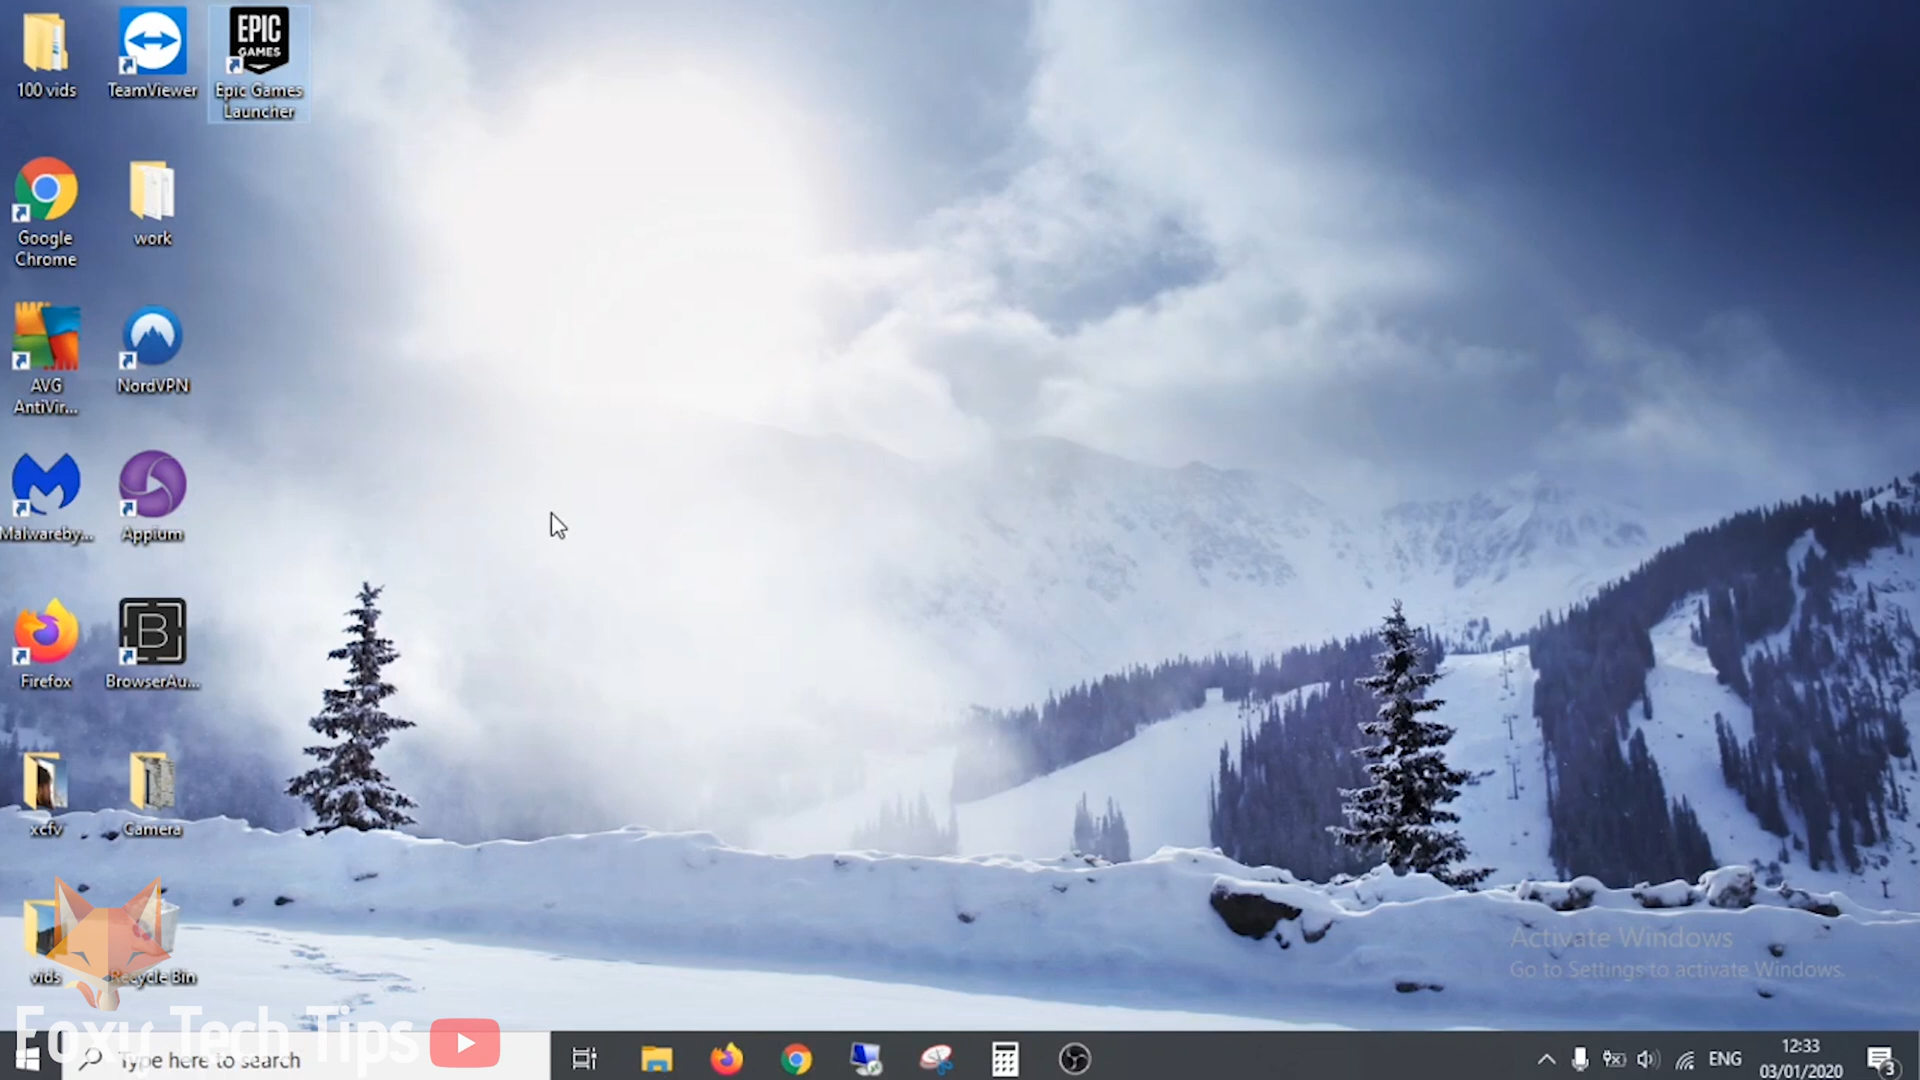 100 vids
TeamViewer
EPIC
GAMES
Epic Games
Launcher
Google
Chrome
work
AVG
AntiVir...
NordVPN
Malwareby...
Appium
Firefox
B
BrowserAu...
xcfv
Camera
vids
Recycle Bin
Activate Windows
Go to Settings to activate Windows.
Foxy Tech Tips
Type here to search
ENG
12:33
03/01/2020
3